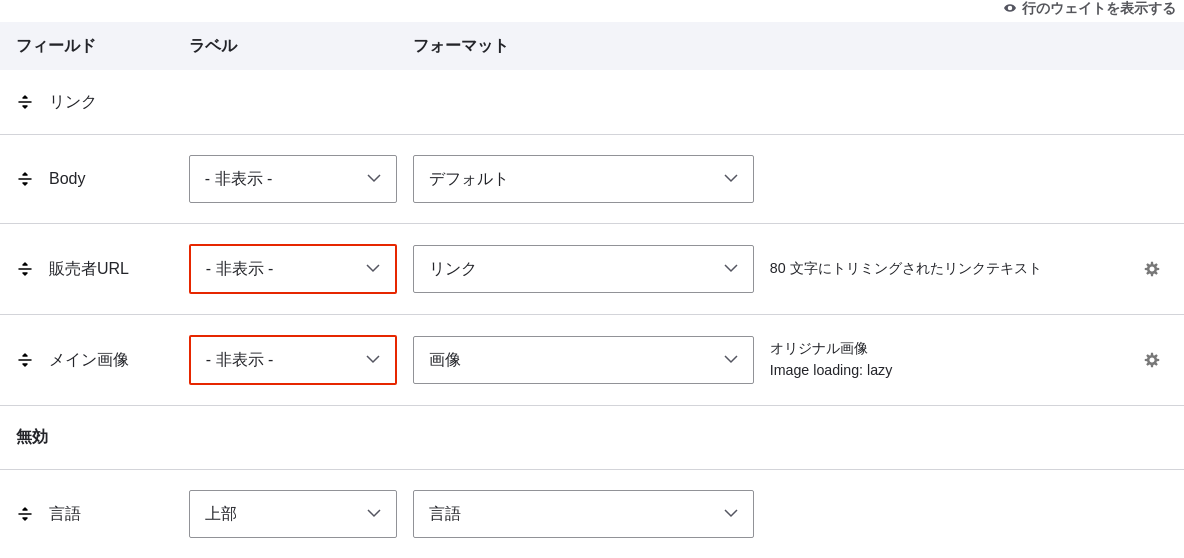 行のウェイトを表示する
フィールド ラベル フォーマット
リンク
Body - 非表示 - デフォルト
販売者URL - 非表示 - リンク 80 文字にトリミングされたリンクテキスト
メイン画像 - 非表示 - 画像 オリジナル画像
Image loading: lazy
無効
言語 上部 言語